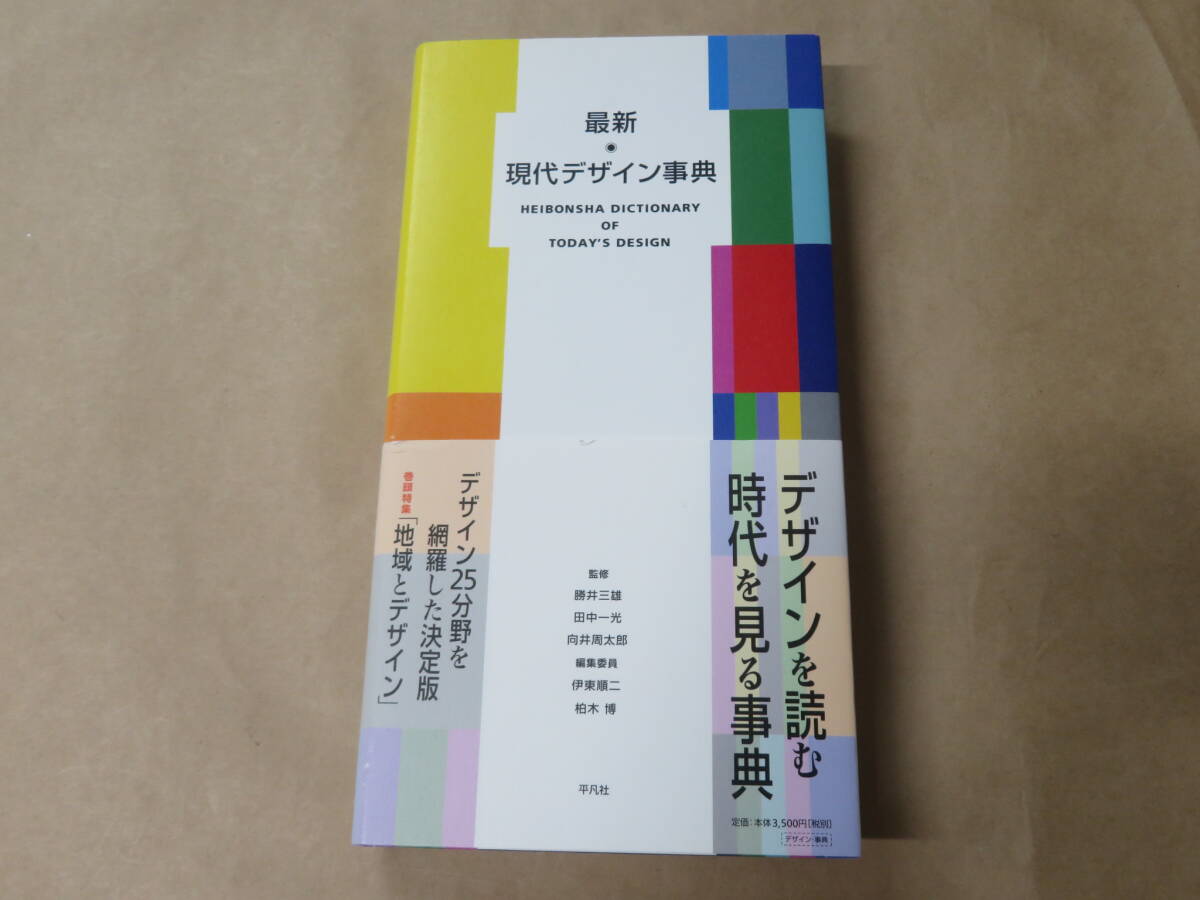 最新
◉
現代デザイン事典
HEIBONSHA DICTIONARY
OF
TODAY'S DESIGN
デザインを読む
時代を見る事典
デザイン25分野を
網羅した決定版
巻頭特集「地域とデザイン」
監修
勝井三雄
田中一光
向井周太郎
編集委員
伊東順二
柏木 博
平凡社
定価：本体3,500円[税別]
デザイン・事典